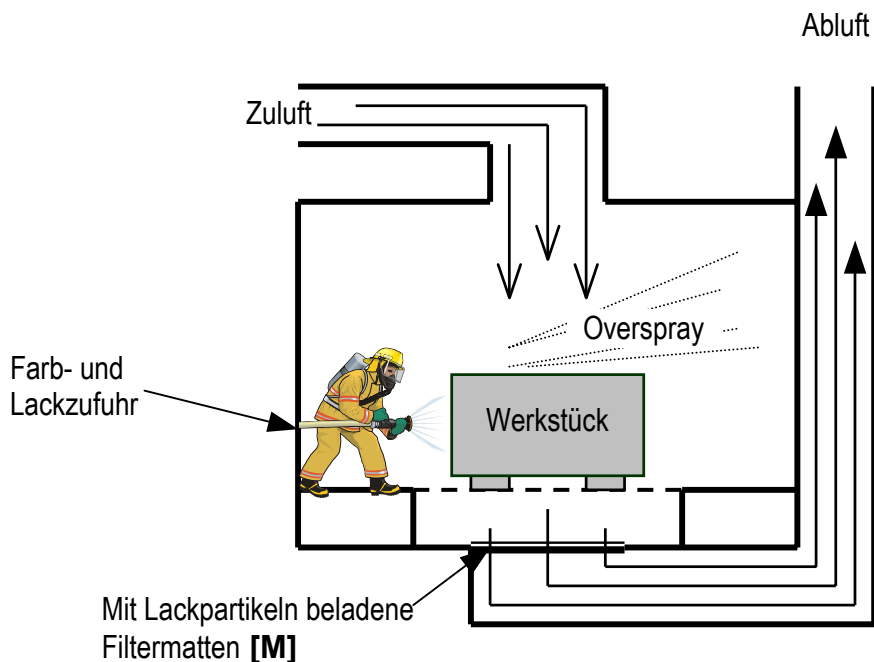 Abluft
Zuluft
Overspray
Farb- und
Lackzufuhr
Werkstück
Mit Lackpartikeln beladene
Filtermatten [M]